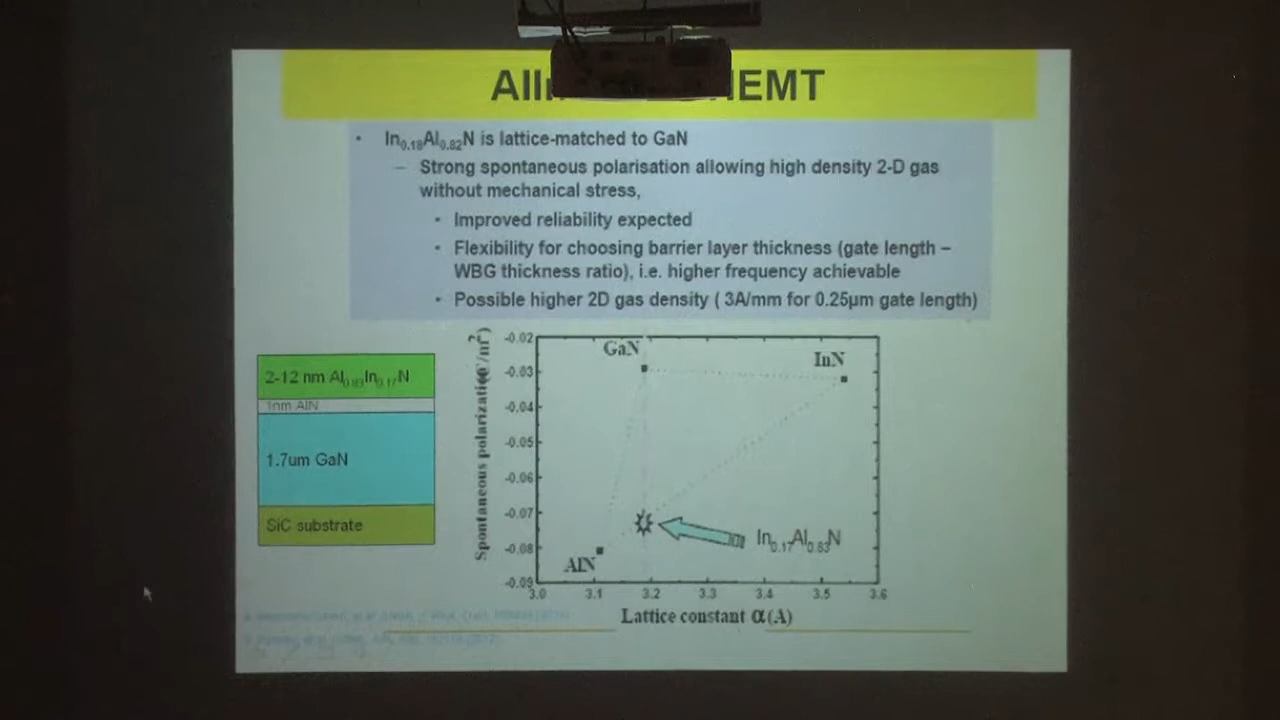 HEMT
• In0.18Al0.82N is lattice-matched to GaN
– Strong spontaneous polarisation allowing high density 2-D gas
without mechanical stress,
• Improved reliability expected
• Flexibility for choosing barrier layer thickness (gate length –
WBG thickness ratio), i.e. higher frequency achievable
• Possible higher 2D gas density ( 3A/mm for 0.25µm gate length)
2-12 nm Al0.83In0.17N
1nm AlN
1.7um GaN
SiC substrate
Spontaneous
-0.02
-0.03
-0.04
-0.05
-0.06
-0.07
-0.08
-0.09
GaN
InN
AlN
In0.17Al0.83N
3.0 3.1 3.2 3.3 3.4 3.5 3.6
Lattice constant α(A)